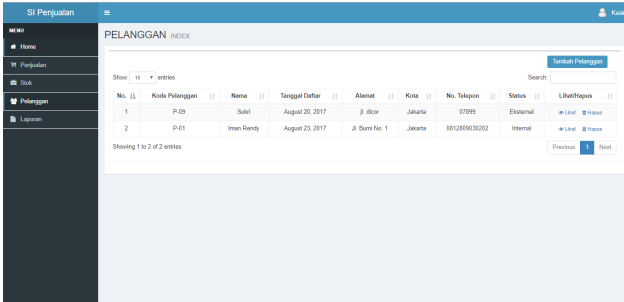 SI Penjualan
Kasir
MENU
Home
Penjualan
Stok
Pelanggan
Laporan
PELANGGAN INDEX
Tambah Pelanggan
Show 10 entries
Search:
No. Kode Pelanggan Nama Tanggal Daftar Alamat Kota No. Telepon Status Lihat/Hapus
1 P-09 Sukri August 20, 2017 jl. dicor Jakarta 07899 Eksternal Lihat Hapus
2 P-01 Iman Rendy August 23, 2017 Jl. Bumi No. 1 Jakarta 0812809030202 Internal Lihat Hapus
Showing 1 to 2 of 2 entries
Previous 1 Next